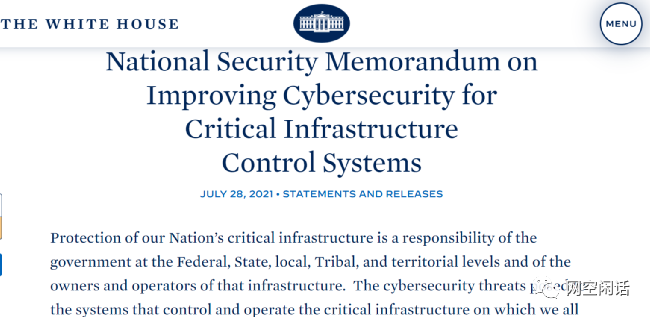 THE WHITE HOUSE
MENU
National Security Memorandum on
Improving Cybersecurity for
Critical Infrastructure
Control Systems
JULY 28, 2021 • STATEMENTS AND RELEASES
Protection of our Nation’s critical infrastructure is a responsibility of the
government at the Federal, State, local, Tribal, and territorial levels and of the
owners and operators of that infrastructure. The cybersecurity threats
the systems that control and operate the critical infrastructure on which we all
网空闲话